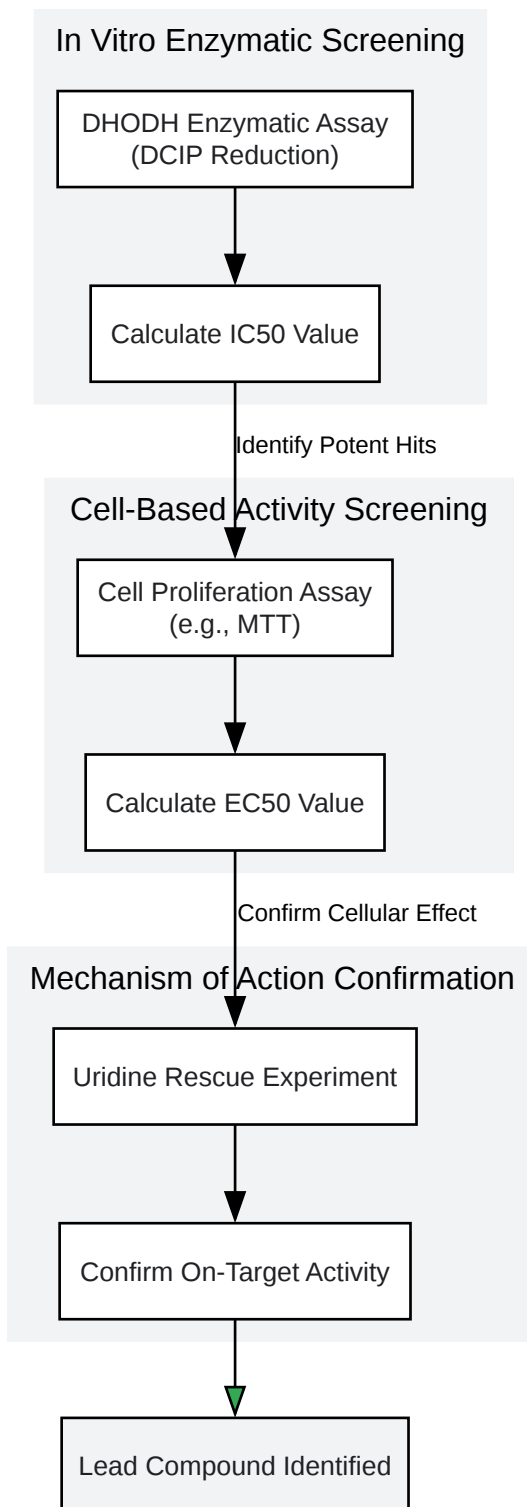 In Vitro Enzymatic Screening
DHODH Enzymatic Assay
(DCIP Reduction)
Calculate IC50 Value
Identify Potent Hits
Cell-Based Activity Screening
Cell Proliferation Assay
(e.g., MTT)
Calculate EC50 Value
Confirm Cellular Effect
Mechanism of Action Confirmation
Uridine Rescue Experiment
Confirm On-Target Activity
Lead Compound Identified